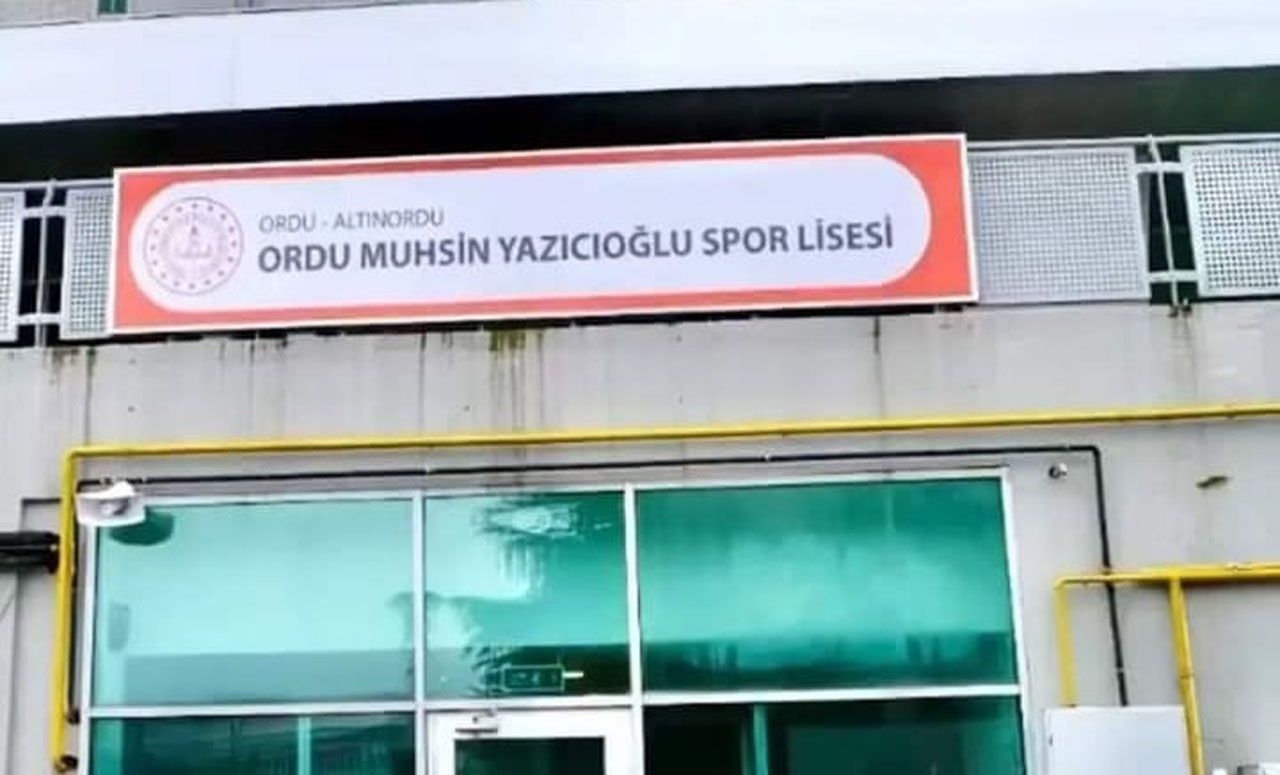 ORDU - ALTINORDU
ORDU MUHSİN YAZICIOĞLU SPOR LİSESİ